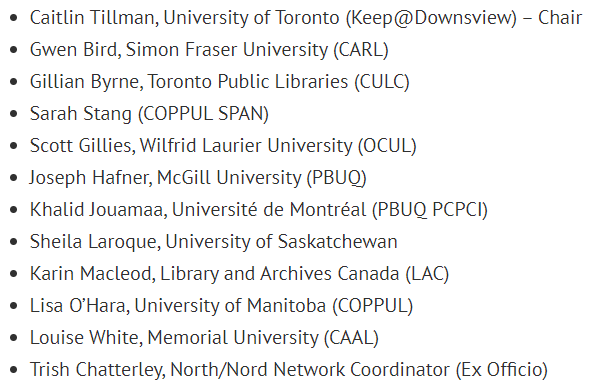 • Caitlin Tillman, University of Toronto (Keep@Downsview) – Chair
• Gwen Bird, Simon Fraser University (CARL)
• Gillian Byrne, Toronto Public Libraries (CULC)
• Sarah Stang (COPPUL SPAN)
• Scott Gillies, Wilfrid Laurier University (OCUL)
• Joseph Hafner, McGill University (PBUQ)
• Khalid Jouamaa, Université de Montréal (PBUQ PCPCI)
• Sheila Laroque, University of Saskatchewan
• Karin Macleod, Library and Archives Canada (LAC)
• Lisa O’Hara, University of Manitoba (COPPUL)
• Louise White, Memorial University (CAAL)
• Trish Chatterley, North/Nord Network Coordinator (Ex Officio)